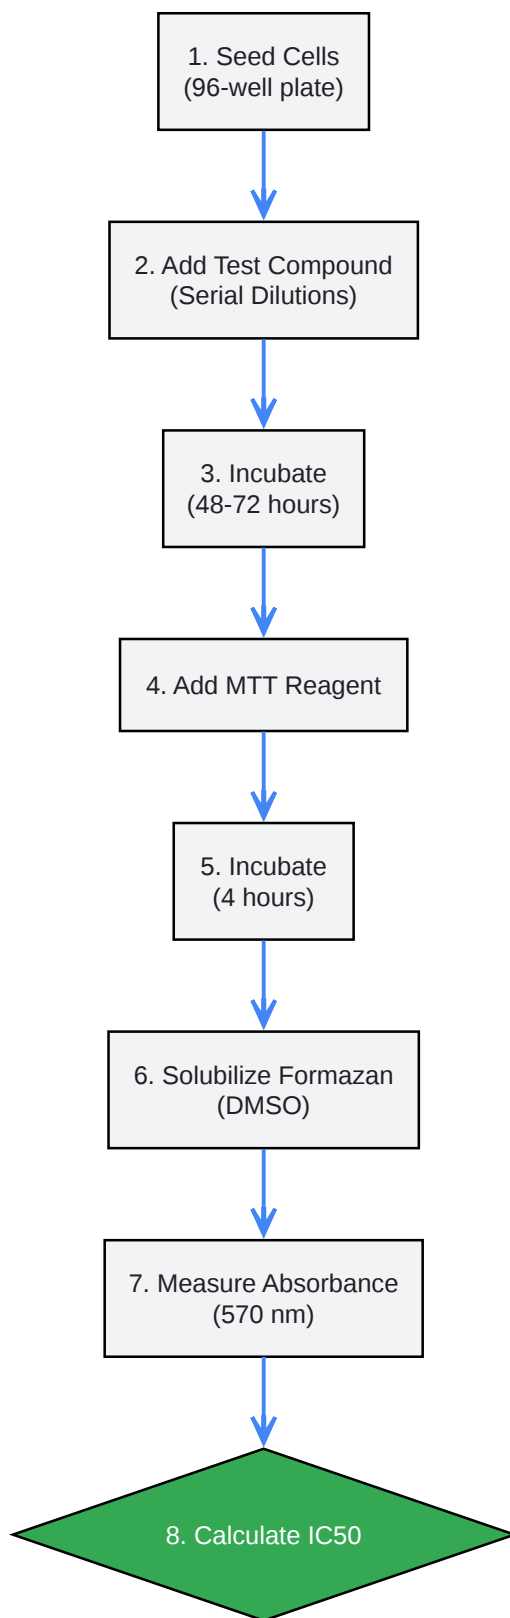 1. Seed Cells
(96-well plate)
2. Add Test Compound
(Serial Dilutions)
3. Incubate
(48-72 hours)
4. Add MTT Reagent
5. Incubate
(4 hours)
6. Solubilize Formazan
(DMSO)
7. Measure Absorbance
(570 nm)
8. Calculate IC50